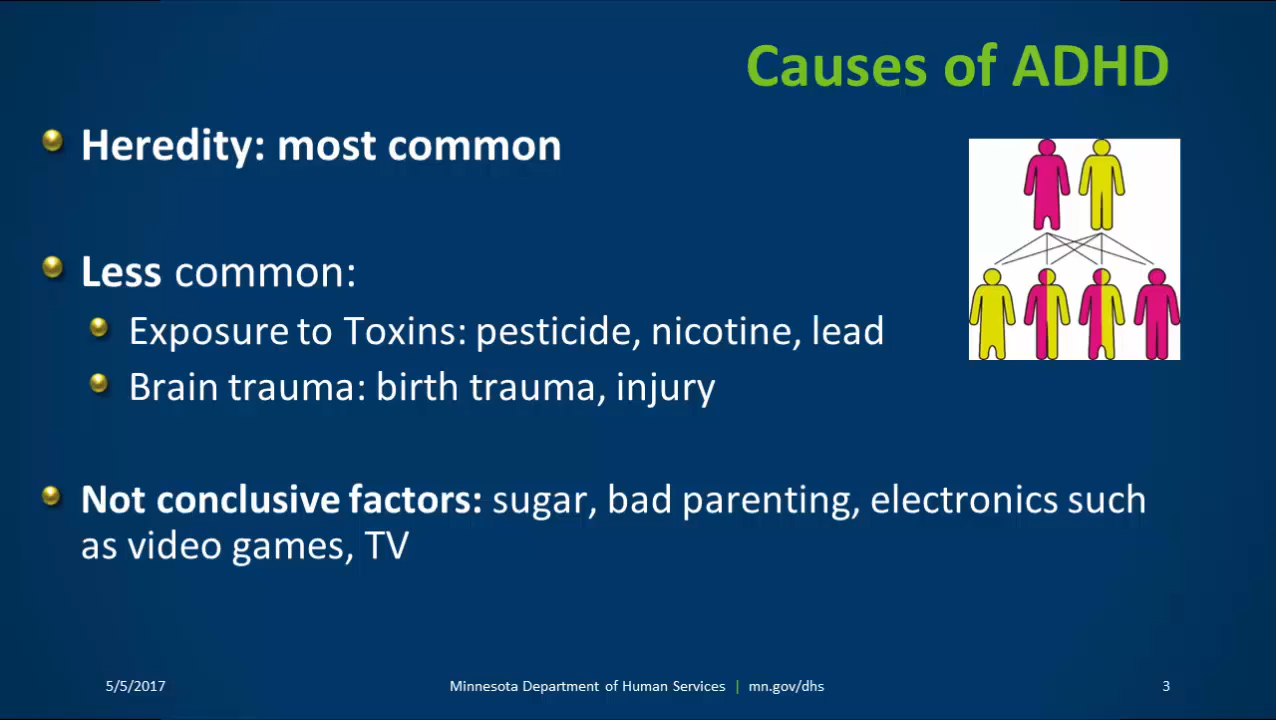 Causes of ADHD
Heredity: most common
Less common:
Exposure to Toxins: pesticide, nicotine, lead
Brain trauma: birth trauma, injury
Not conclusive factors: sugar, bad parenting, electronics such
as video games, TV
5/5/2017
Minnesota Department of Human Services | mn.gov/dhs
3